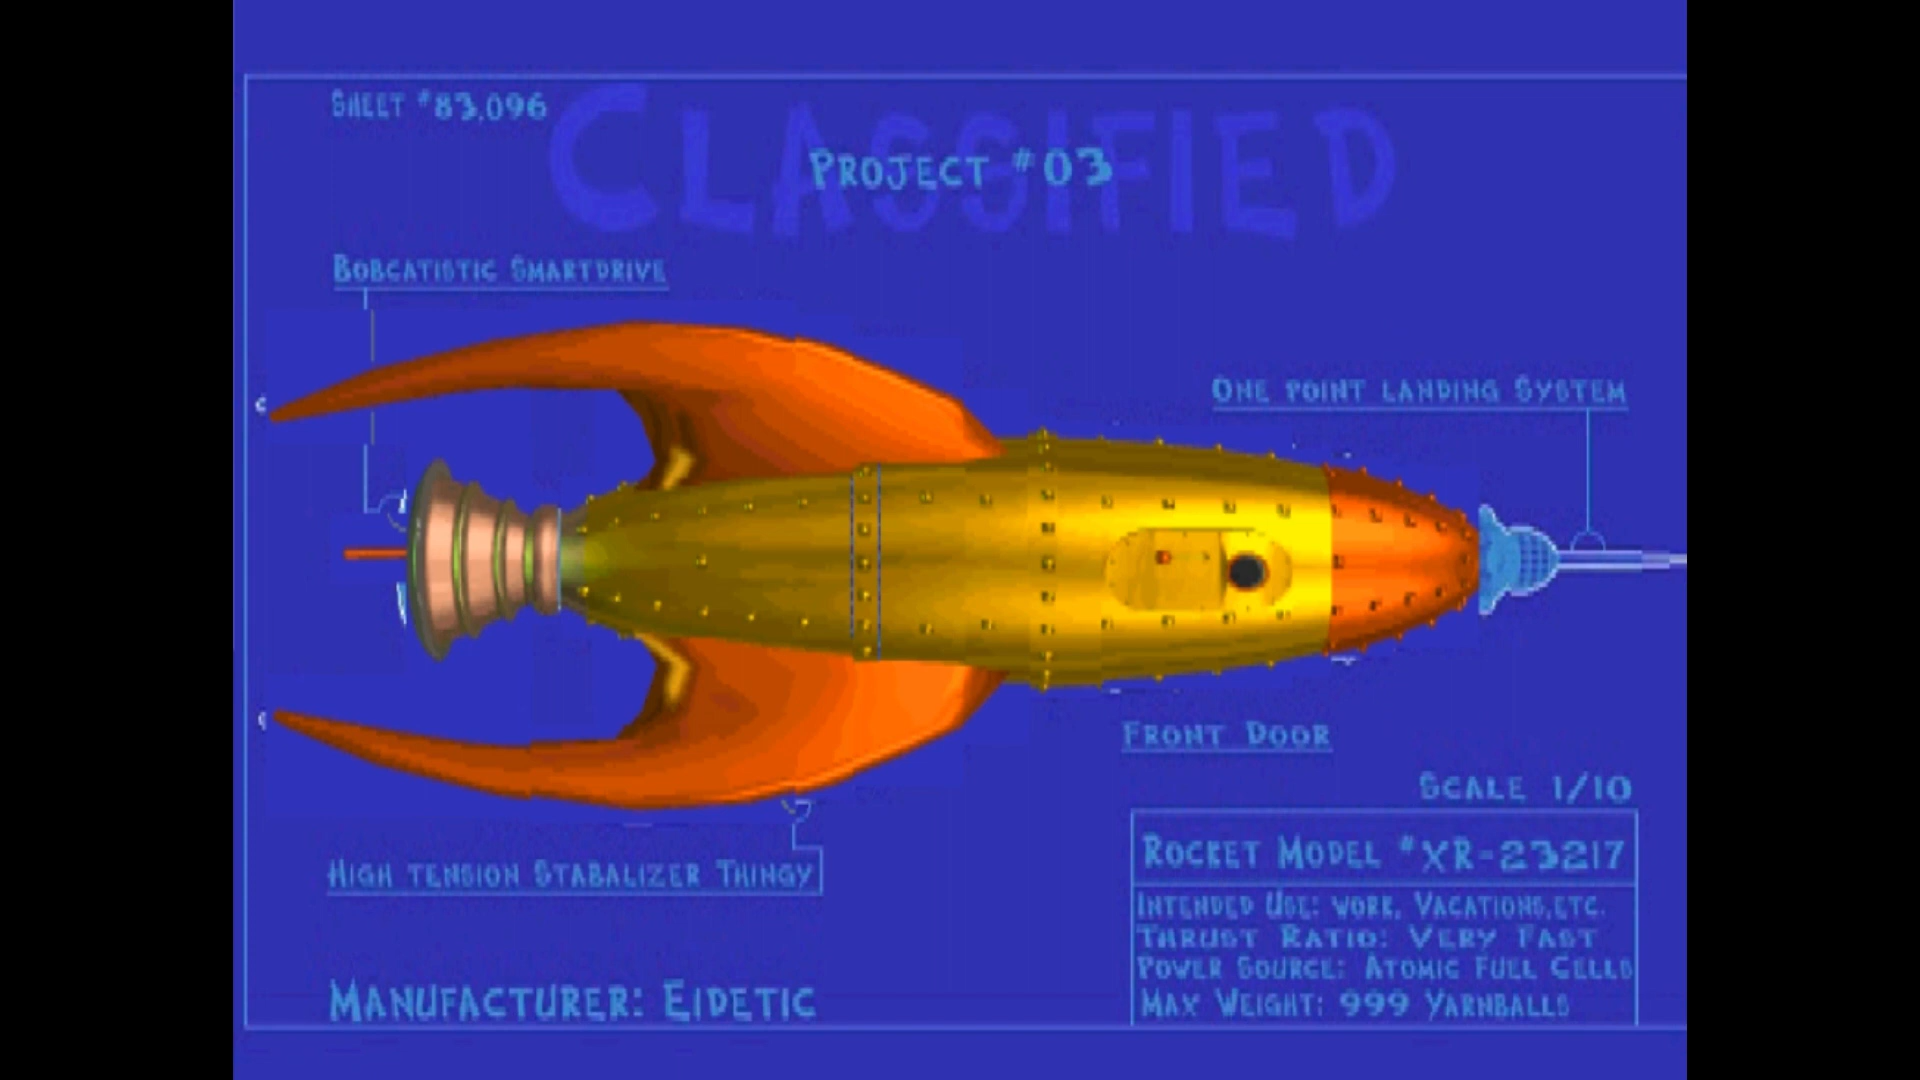 Sheet #83,096
Classified
Project #03
Bobcatistic Smartdrive
One point landing System
Front Door
Scale 1/10
High tension Stabalizer Thingy
Rocket Model #XR-23217
Intended Use: work, Vacations,etc.
Thrust Ratio: Very Fast
Power Source: Atomic Fuel Cells
Max Weight: 999 Yarnballs
Manufacturer: Eidetic